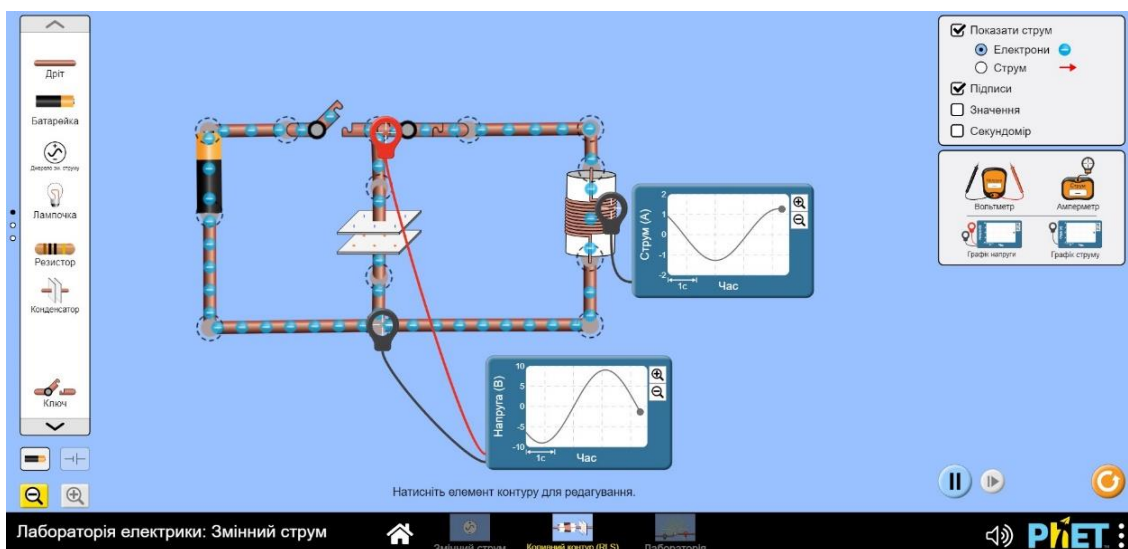 Дріт
Батарейка
Джерело зм. струму
Лампочка
Резистор
Конденсатор
Ключ
Показати струм
Електрони
Струм
Підписи
Значення
Секундомір
Вольтметр
Амперметр
Графік напруги
Графік струму
Струм (А)
2
1
0
-1
-2
1с
Час
Напруга (В)
10
5
0
-5
-10
1с
Час
Натисніть елемент контуру для редагування.
Лабораторія електрики: Змінний струм
Змінний струм
Коливний контур (RLS)
Лабораторія
PhET